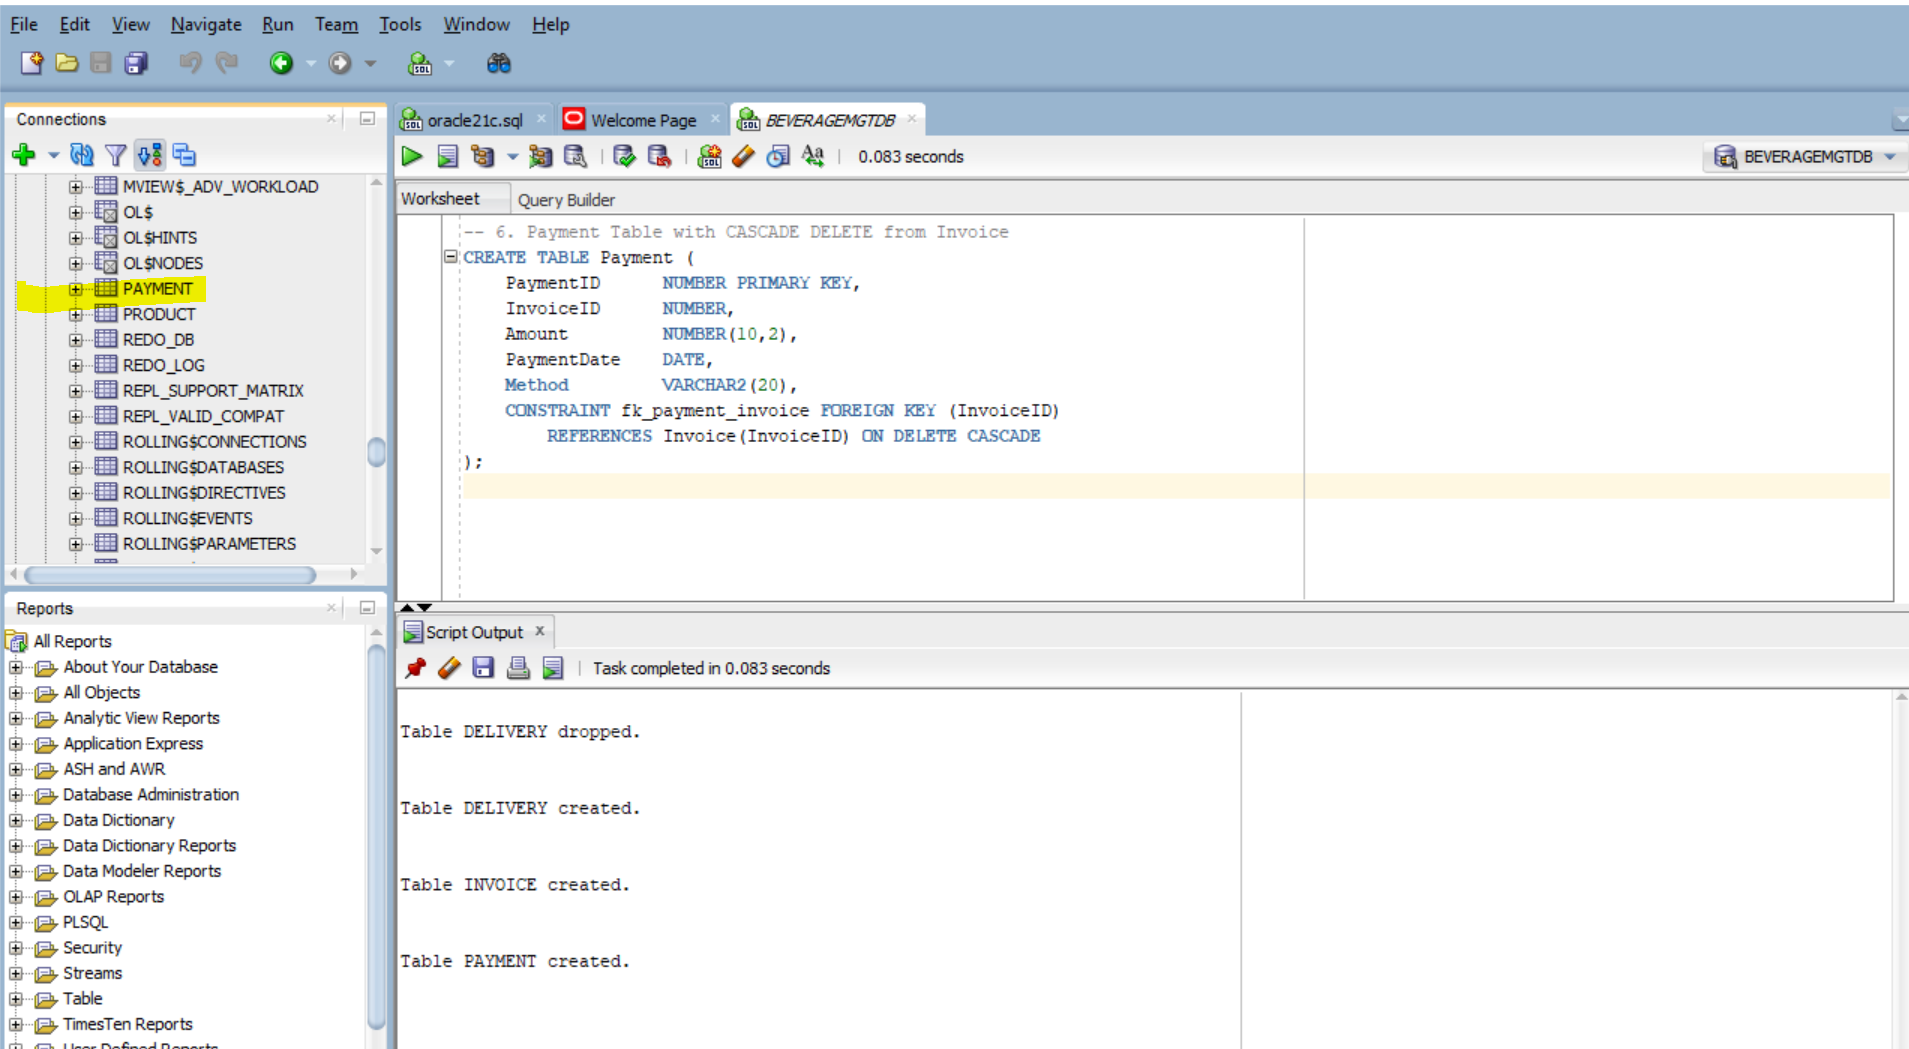 File Edit View Navigate Run Team Tools Window Help
Connections
MVIEW$_ADV_WORKLOAD
OL$
OL$HINTS
OL$NODES
PAYMENT
PRODUCT
REDO_DB
REDO_LOG
REPL_SUPPORT_MATRIX
REPL_VALID_COMPAT
ROLLING$CONNECTIONS
ROLLING$DATABASES
ROLLING$DIRECTIVES
ROLLING$EVENTS
ROLLING$PARAMETERS
Reports
All Reports
About Your Database
All Objects
Analytic View Reports
Application Express
ASH and AWR
Database Administration
Data Dictionary
Data Dictionary Reports
Data Modeler Reports
OLAP Reports
PLSQL
Security
Streams
Table
TimesTen Reports
User Defined Reports
oracle21c.sql Welcome Page BEVERAGEMGTDB
0.083 seconds BEVERAGEMGTDB
Worksheet Query Builder
-- 6. Payment Table with CASCADE DELETE from Invoice
CREATE TABLE Payment (
PaymentID NUMBER PRIMARY KEY,
InvoiceID NUMBER,
Amount NUMBER(10,2),
PaymentDate DATE,
Method VARCHAR2(20),
CONSTRAINT fk_payment_invoice FOREIGN KEY (InvoiceID)
REFERENCES Invoice(InvoiceID) ON DELETE CASCADE
);
Script Output
Task completed in 0.083 seconds
Table DELIVERY dropped.
Table DELIVERY created.
Table INVOICE created.
Table PAYMENT created.